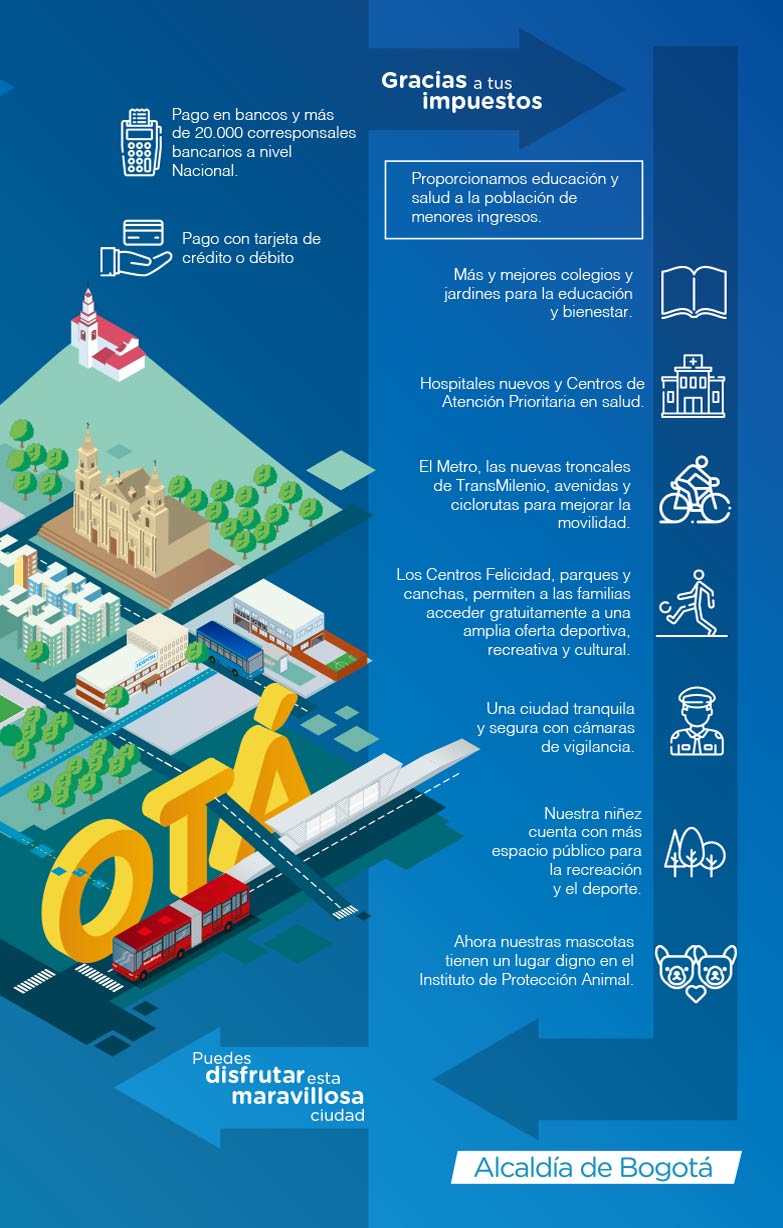 Pago en bancos y más
de 20.000 corresponsales
bancarios a nivel
Nacional.
Pago con tarjeta de
crédito o débito
Gracias a tus
impuestos
Proporcionamos educación y
salud a la población de
menores ingresos.
Más y mejores colegios y
jardines para la educación
y bienestar.
Hospitales nuevos y Centros de
Atención Prioritaria en salud.
El Metro, las nuevas troncales
de TransMilenio, avenidas y
ciclorutas para mejorar la
movilidad.
Los Centros Felicidad, parques y
canchas, permiten a las familias
acceder gratuitamente a una
amplia oferta deportiva,
recreativa y cultural.
Una ciudad tranquila
y segura con cámaras
de vigilancia.
Nuestra niñez
cuenta con más
espacio público para
la recreación
y el deporte.
Ahora nuestras mascotas
tienen un lugar digno en el
Instituto de Protección Animal.
HOSPITAL
OTÁ
Puedes
disfrutar esta
maravillosa
ciudad
Alcaldía de Bogotá